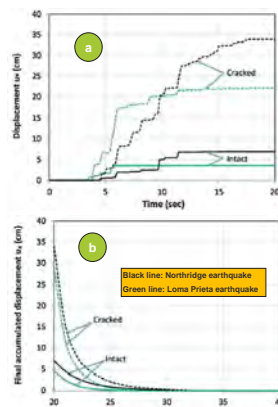 a
Displacement u* (cm)
40
35
30
25
20
15
10
5
0
Cracked
Intact
0 5 10 15 20
Time (sec)
b
Final accumulated displacement uₓ (cm)
40
35
30
25
20
15
10
5
0
Black line: Northridge earthquake
Green line: Loma Prieta earthquake
Cracked
Intact
20 25 30 35 40